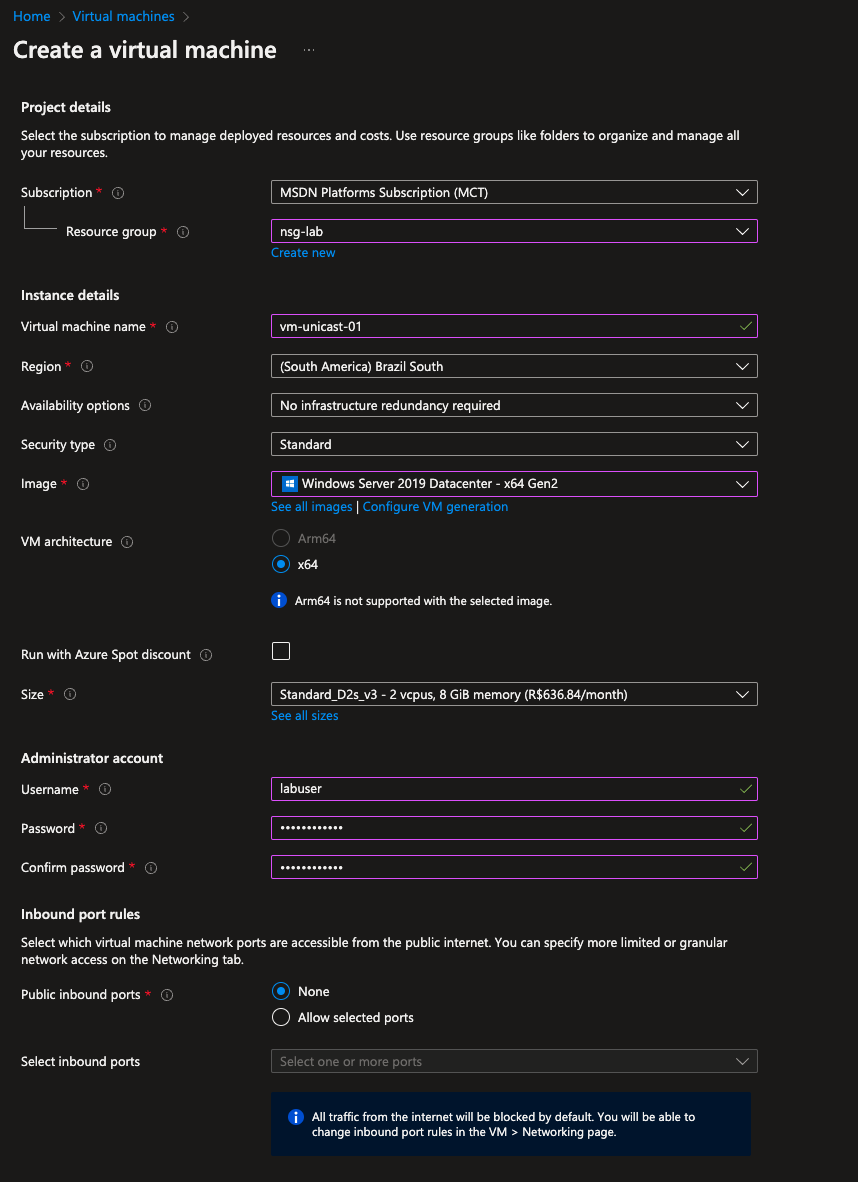 Home > Virtual machines >
Create a virtual machine ...
Project details
Select the subscription to manage deployed resources and costs. Use resource groups like folders to organize and manage all
your resources.
Subscription * MSDN Platforms Subscription (MCT)
Resource group * nsg-lab
Create new
Instance details
Virtual machine name * vm-unicast-01
Region * (South America) Brazil South
Availability options No infrastructure redundancy required
Security type Standard
Image * Windows Server 2019 Datacenter - x64 Gen2
See all images | Configure VM generation
VM architecture Arm64
x64
Arm64 is not supported with the selected image.
Run with Azure Spot discount
Size * Standard_D2s_v3 - 2 vcpus, 8 GiB memory (R$636.84/month)
See all sizes
Administrator account
Username * labuser
Password * ••••••••••••
Confirm password * ••••••••••••
Inbound port rules
Select which virtual machine network ports are accessible from the public internet. You can specify more limited or granular
network access on the Networking tab.
Public inbound ports * None
Allow selected ports
Select inbound ports Select one or more ports
All traffic from the internet will be blocked by default. You will be able to
change inbound port rules in the VM > Networking page.